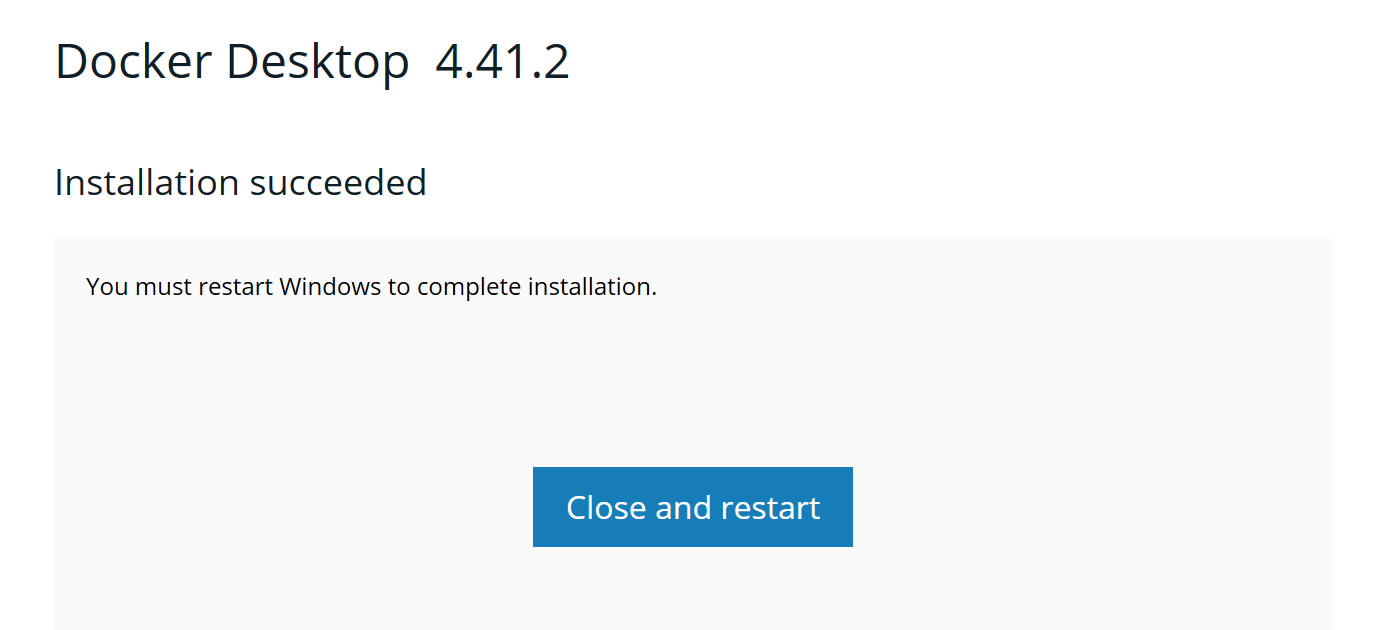 Docker Desktop 4.41.2
Installation succeeded
You must restart Windows to complete installation.
Close and restart